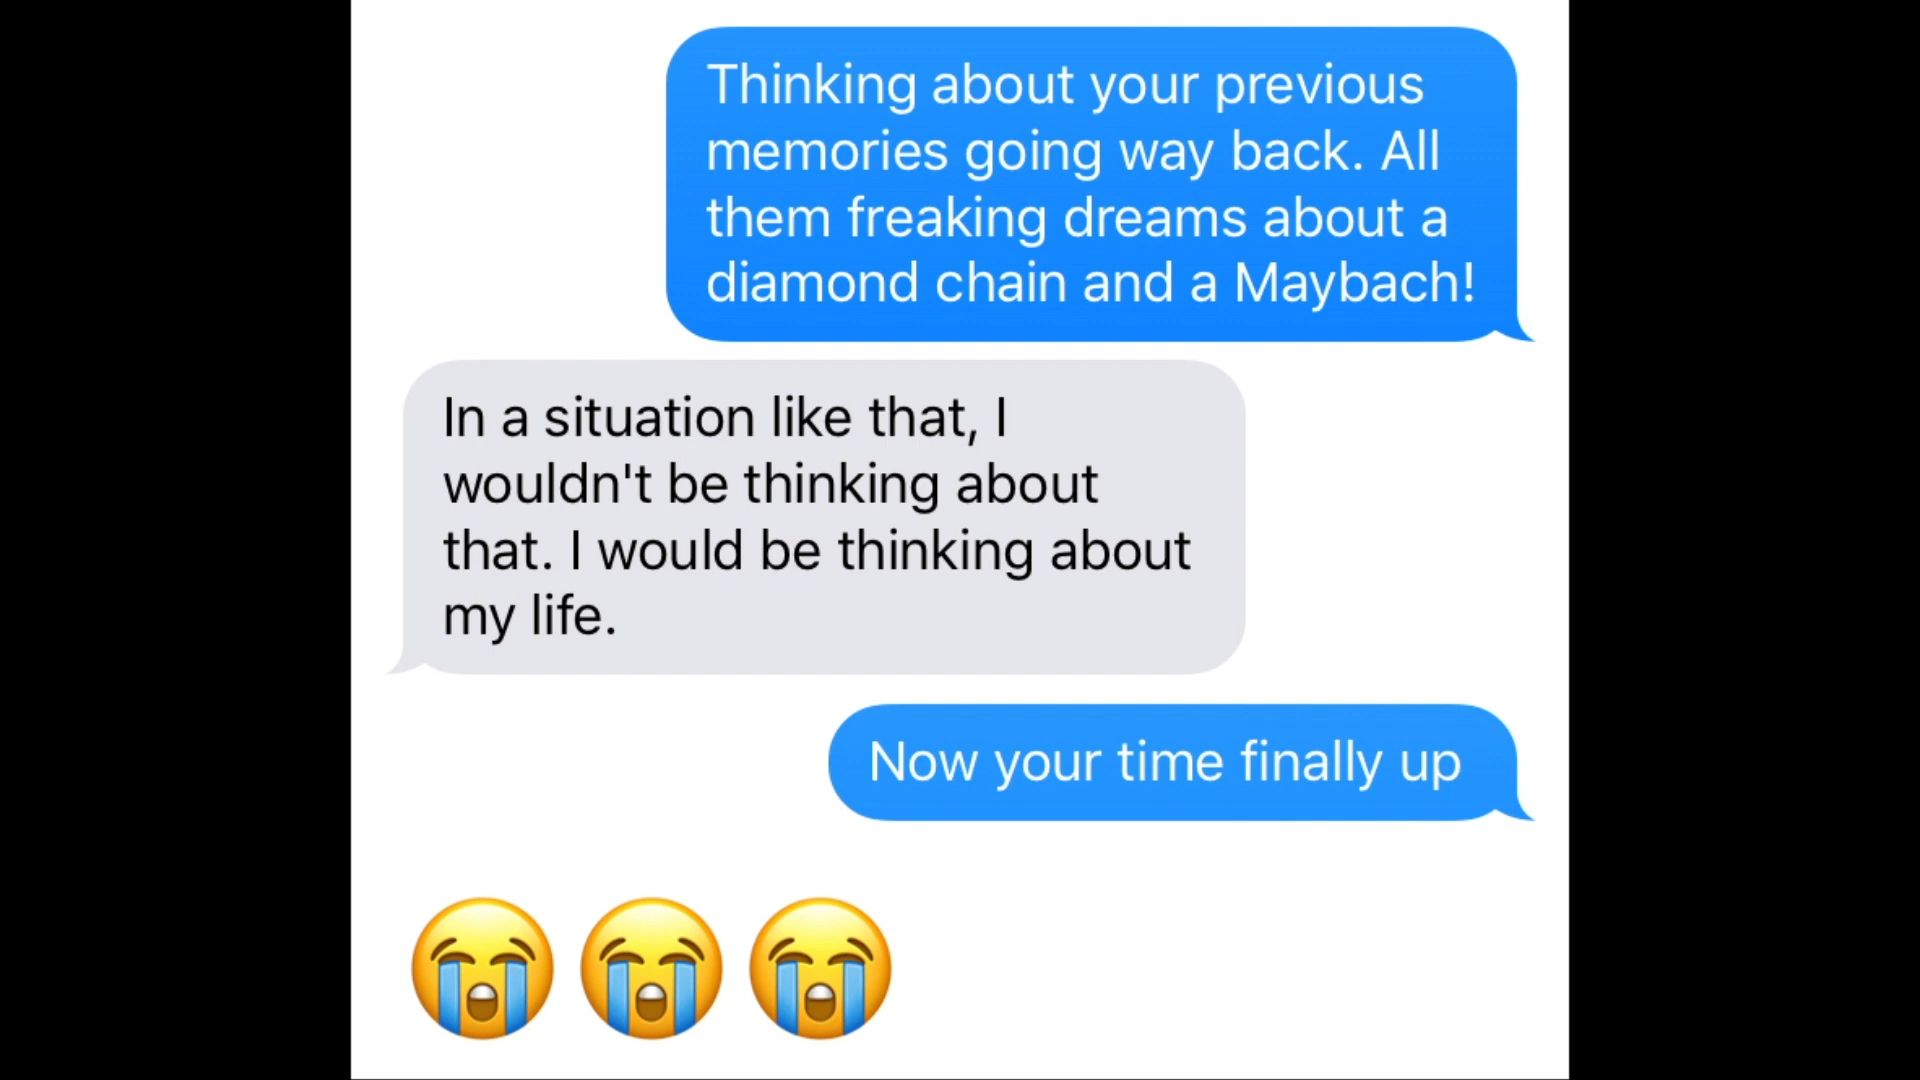 Thinking about your previous
memories going way back. All
them freaking dreams about a
diamond chain and a Maybach!
In a situation like that, I
wouldn't be thinking about
that. I would be thinking about
my life.
Now your time finally up
😭😭😭